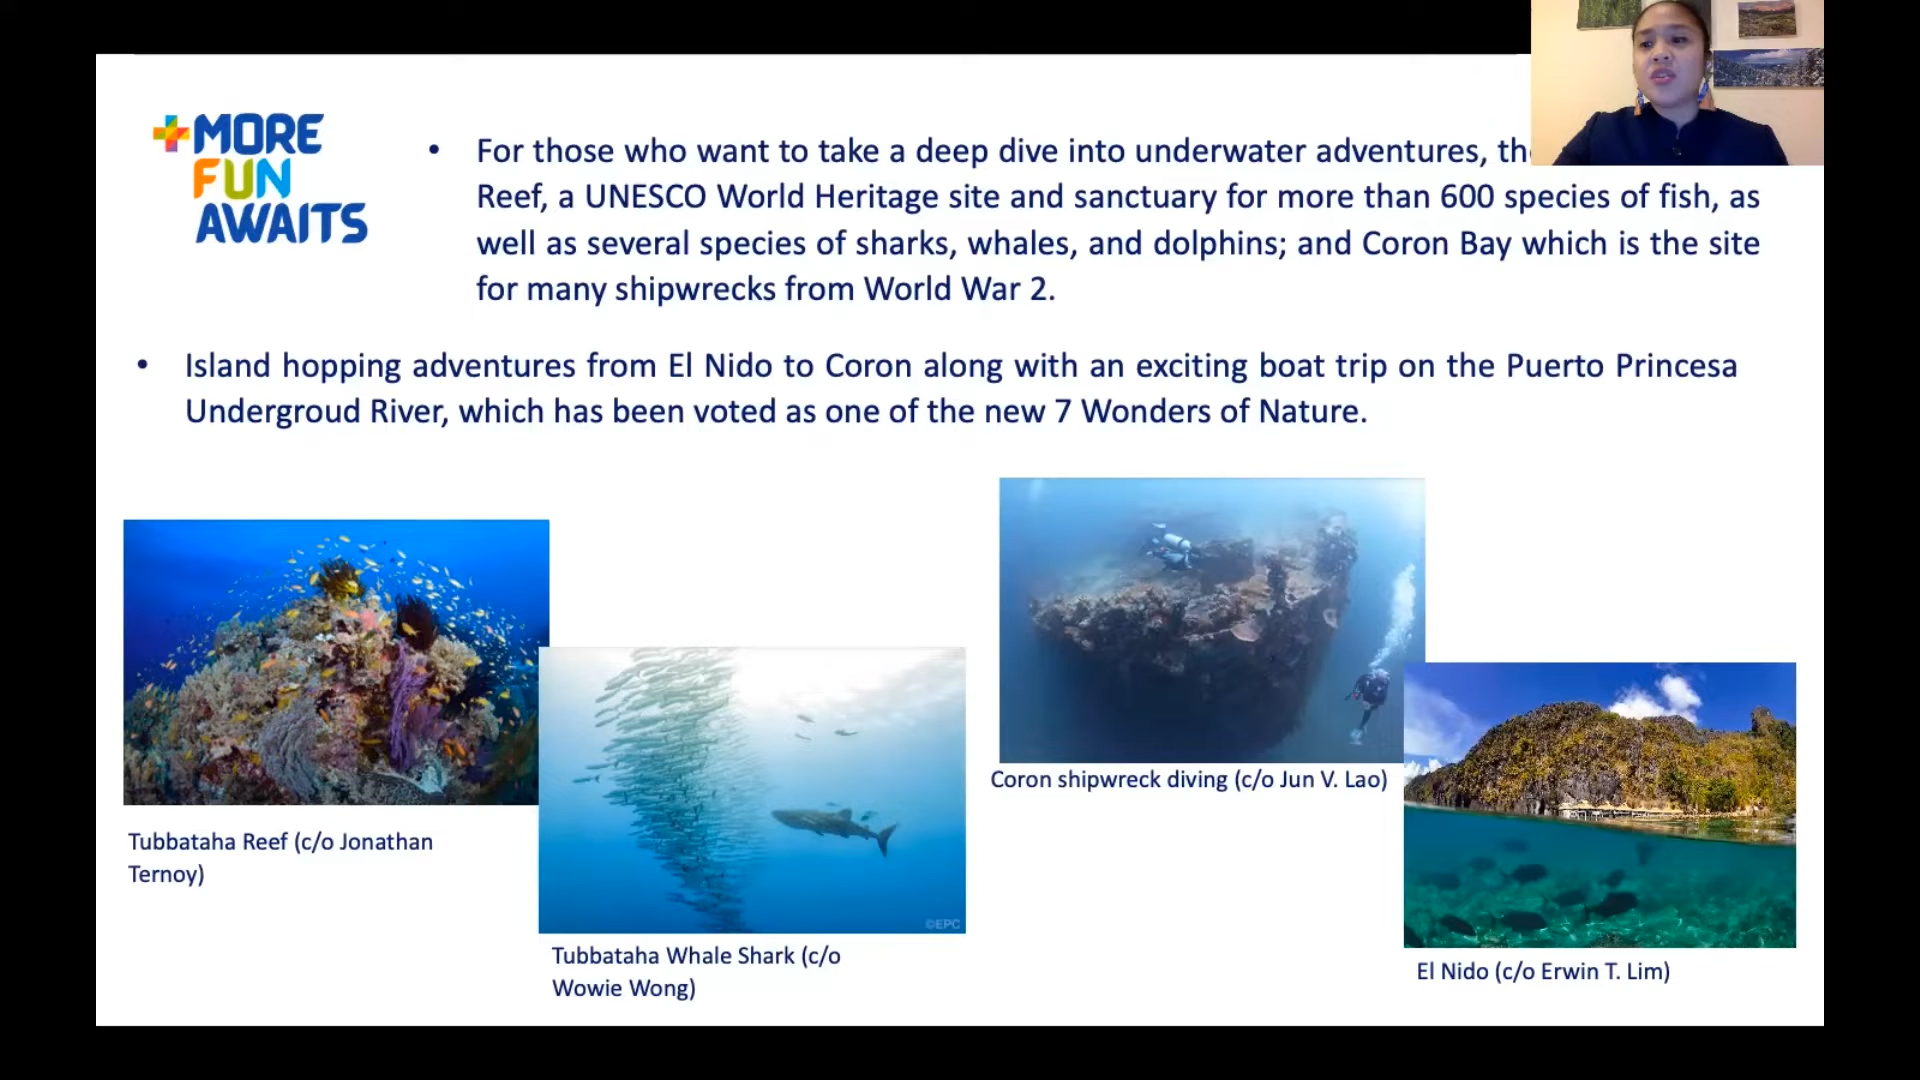 +MORE
FUN
AWAITS
• For those who want to take a deep dive into underwater adventures,
Reef, a UNESCO World Heritage site and sanctuary for more than 600 species of fish, as
well as several species of sharks, whales, and dolphins; and Coron Bay which is the site
for many shipwrecks from World War 2.
• Island hopping adventures from El Nido to Coron along with an exciting boat trip on the Puerto Princesa
Undergroud River, which has been voted as one of the new 7 Wonders of Nature.
Coron shipwreck diving (c/o Jun V. Lao)
Tubbataha Reef (c/o Jonathan
Ternoy)
©EPC
Tubbataha Whale Shark (c/o
Wowie Wong)
El Nido (c/o Erwin T. Lim)